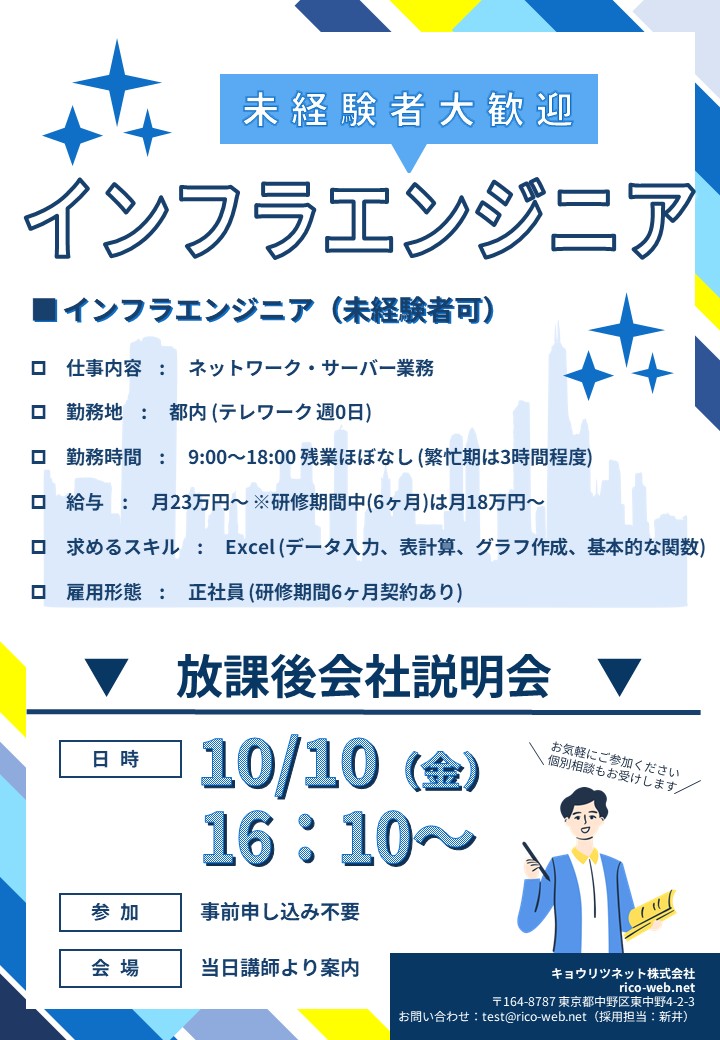 未経験者大歓迎
インフラエンジニア
■インフラエンジニア（未経験者可）
仕事内容 ： ネットワーク・サーバー業務
勤務地 ： 都内 (テレワーク 週0日)
勤務時間 ： 9:00～18:00 残業ほぼなし (繁忙期は3時間程度)
給与 ： 月23万円～ ※研修期間中(6ヶ月)は月18万円～
求めるスキル ： Excel (データ入力、表計算、グラフ作成、基本的な関数)
雇用形態 ： 正社員 (研修期間6ヶ月契約あり)
▼ 放課後会社説明会 ▼
日時
10/10（金）
16：10～
お気軽にご参加ください
個別相談もお受けします
参加 事前申し込み不要
会場 当日講師より案内
キョウリツネット株式会社
rico-web.net
〒164-8787 東京都中野区東中野4-2-3
お問い合わせ：test@rico-web.net（採用担当：新井）